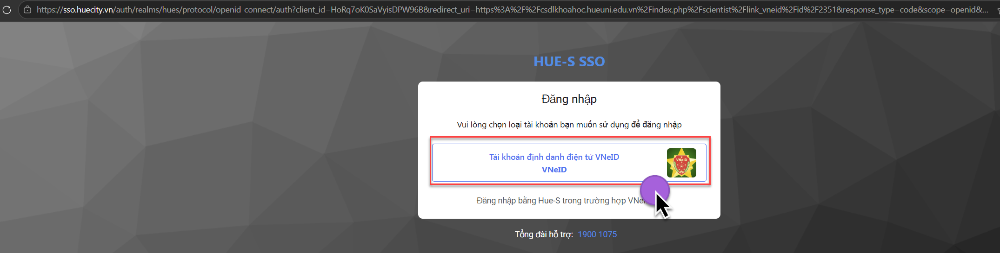 https://sso.huecity.vn/auth/realms/hues/protocol/openid-connect/auth?client_id=HoRq7oK0SaVyisDPW96B&redirect_uri=https%3A%2F%2Fcsdlkhoahoc.hueuni.edu.vn%2Findex.php%2Fscientist%2Flink_vneid%2Fid%2F2351&response_type=code&scope=openid&...
HUE-S SSO
Đăng nhập
Vui lòng chọn loại tài khoản bạn muốn sử dụng để đăng nhập
Tài khoản định danh điện tử VNeID
VNeID
VNeID
Đăng nhập bằng Hue-S trong trường hợp
Tổng đài hỗ trợ: 1900 1075